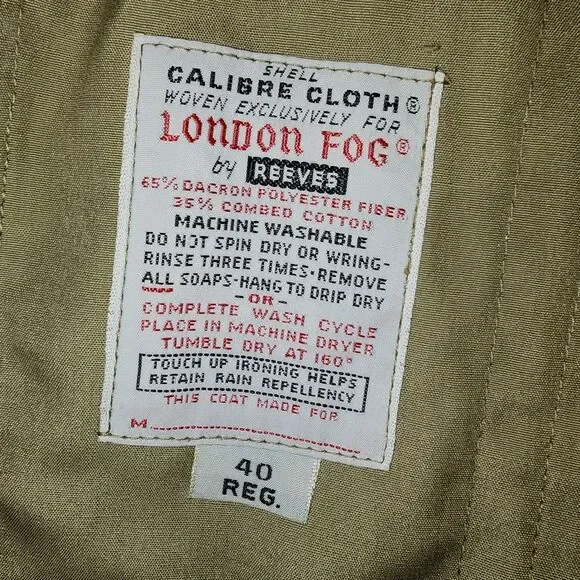 SHELL
CALIBRE CLOTH®
WOVEN EXCLUSIVELY FOR
LONDON FOG®
by REEVES
65% DACRON POLYESTER FIBER
35% COMBED COTTON
MACHINE WASHABLE
DO NOT SPIN DRY OR WRING-
RINSE THREE TIMES·REMOVE
ALL SOAPS-HANG TO DRIP DRY
-OR-
COMPLETE WASH CYCLE
PLACE IN MACHINE DRYER
TUMBLE DRY AT 160°
TOUCH UP IRONING HELPS
RETAIN RAIN REPELLENCY
THIS COAT MADE FOR
M
40
REG.